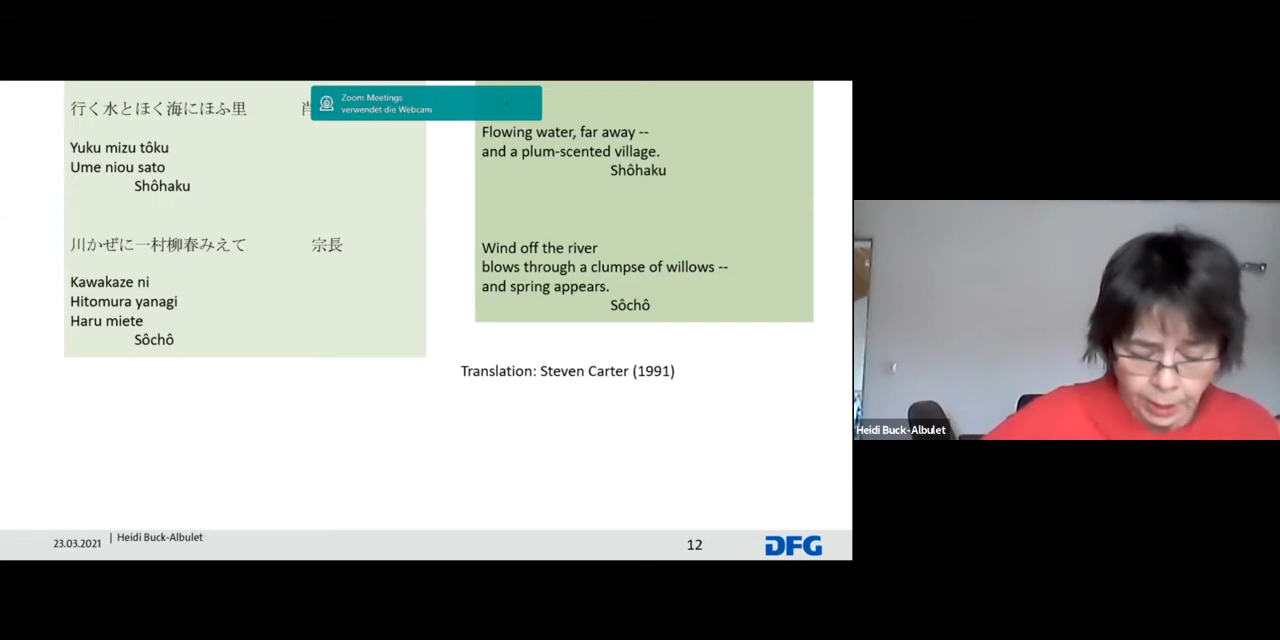 行く水とほく海にほふ里 肖
Yuku mizu tôku
Ume niou sato
Shôhaku
川かぜに一村柳春みえて 宗長
Kawakaze ni
Hitomura yanagi
Haru miete
Sôchô
Zoom Meetings
verwendet die Webcam
Flowing water, far away --
and a plum-scented village.
Shôhaku
Wind off the river
blows through a clumpse of willows --
and spring appears.
Sôchô
Translation: Steven Carter (1991)
Heidi Buck-Albulet
23.03.2021 | Heidi Buck-Albulet
12
DFG